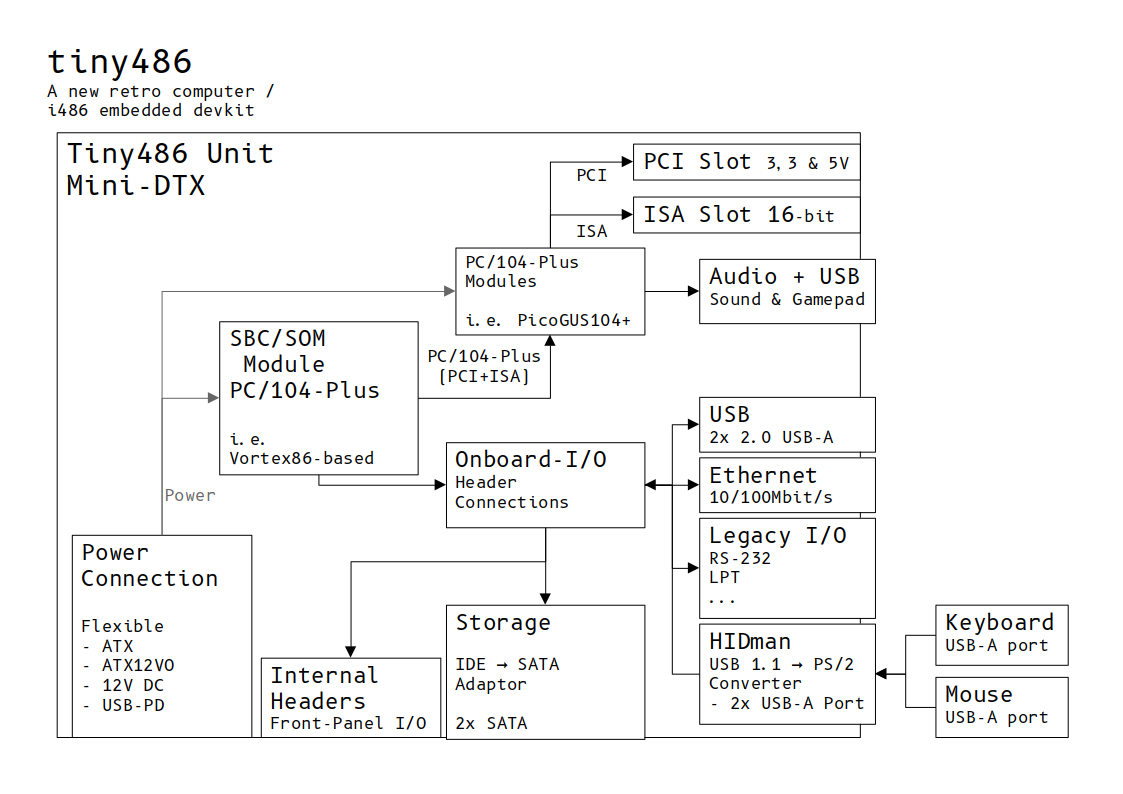 tiny486
A new retro computer /
i486 embedded devkit
Tiny486 Unit
Mini-DTX
PCI Slot 3,3 & 5V
PCI
ISA Slot 16-bit
ISA
PC/104-Plus
Modules
i.e. PicoGUS104+
Audio + USB
Sound & Gamepad
SBC/SOM
Module
PC/104-Plus
i.e.
Vortex86-based
PC/104-Plus
[PCI+ISA]
USB
2x 2.0 USB-A
Onboard-I/O
Header
Connections
Ethernet
10/100Mbit/s
Power
Legacy I/O
RS-232
LPT
...
Power
Connection
Flexible
- ATX
- ATX12VO
- 12V DC
- USB-PD
Internal
Headers
Front-Panel I/O
Storage
IDE → SATA
Adaptor
2x SATA
HIDman
USB 1.1 → PS/2
Converter
- 2x USB-A Port
Keyboard
USB-A port
Mouse
USB-A port